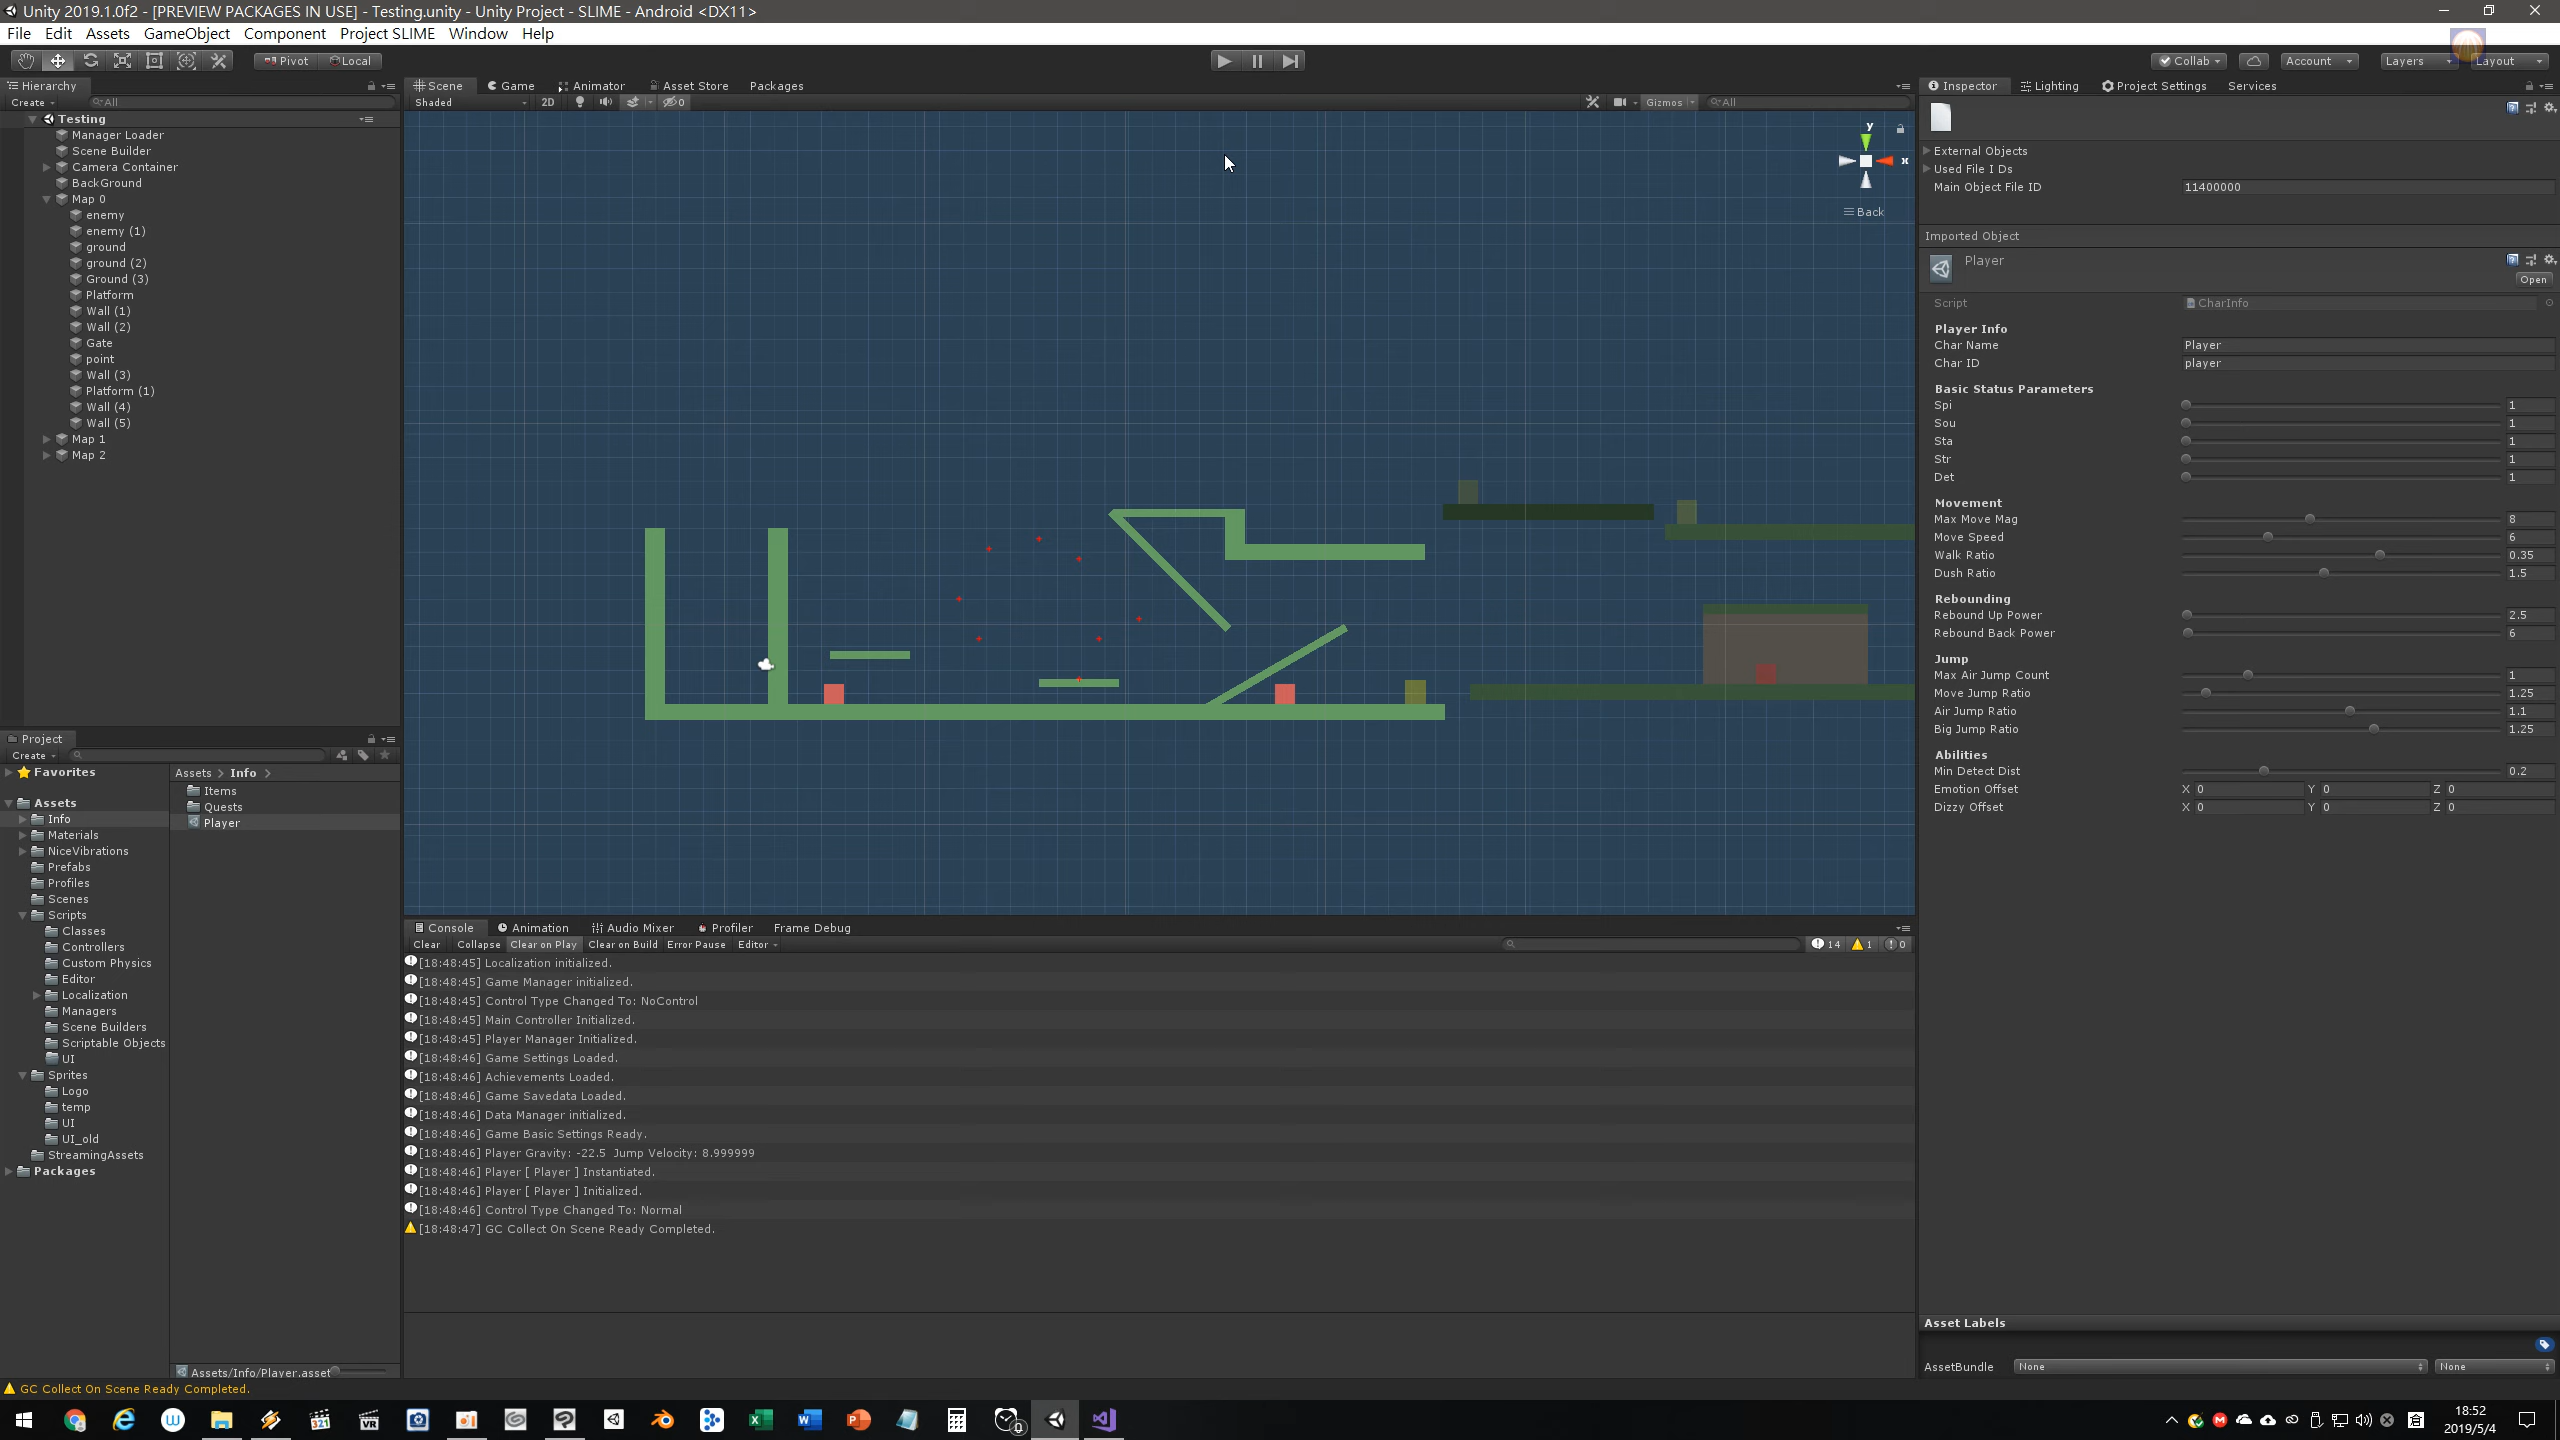 Unity 2019.1.0f2 - [PREVIEW PACKAGES IN USE] - Testing.unity - Unity Project - SLIME - Android <DX11>
File Edit Assets GameObject Component Project SLIME Window Help
Pivot Local
Collab Account Layers Layout
Hierarchy
Create All
Testing
Manager Loader
Scene Builder
Camera Container
BackGround
Map 0
enemy
enemy (1)
ground
ground (2)
Ground (3)
Platform
Wall (1)
Wall (2)
Gate
point
Wall (3)
Platform (1)
Wall (4)
Wall (5)
Map 1
Map 2
Scene Game Animator Asset Store Packages
Shaded 2D 0 Gizmos All
y
x
Back
Project
Create
Favorites
Assets
Info
Materials
NiceVibrations
Prefabs
Profiles
Scenes
Scripts
Classes
Controllers
Custom Physics
Editor
Localization
Managers
Scene Builders
Scriptable Objects
UI
Sprites
Logo
temp
UI
UI_old
StreamingAssets
Packages
Assets > Info >
Items
Quests
Player
Assets/Info/Player.asset
Console Animation Audio Mixer Profiler Frame Debug
Clear Collapse Clear on Play Clear on Build Error Pause Editor 14 1 0
[18:48:45] Localization initialized.
[18:48:45] Game Manager initialized.
[18:48:45] Control Type Changed To: NoControl
[18:48:45] Main Controller Initialized.
[18:48:45] Player Manager Initialized.
[18:48:46] Game Settings Loaded.
[18:48:46] Achievements Loaded.
[18:48:46] Game Savedata Loaded.
[18:48:46] Data Manager initialized.
[18:48:46] Game Basic Settings Ready.
[18:48:46] Player Gravity: -22.5 Jump Velocity: 8.999999
[18:48:46] Player [ Player ] Instantiated.
[18:48:46] Player [ Player ] Initialized.
[18:48:46] Control Type Changed To: Normal
[18:48:47] GC Collect On Scene Ready Completed.
Inspector Lighting Project Settings Services
External Objects
Used File I Ds
Main Object File ID 11400000
Imported Object
Player
Open
Script CharInfo
Player Info
Char Name Player
Char ID player
Basic Status Parameters
Spi 1
Sou 1
Sta 1
Str 1
Det 1
Movement
Max Move Mag 8
Move Speed 6
Walk Ratio 0.35
Dush Ratio 1.5
Rebounding
Rebound Up Power 2.5
Rebound Back Power 6
Jump
Max Air Jump Count 1
Move Jump Ratio 1.25
Air Jump Ratio 1.1
Big Jump Ratio 1.25
Abilities
Min Detect Dist 0.2
Emotion Offset X 0 Y 0 Z 0
Dizzy Offset X 0 Y 0 Z 0
Asset Labels
AssetBundle None None
GC Collect On Scene Ready Completed.
18:52
2019/5/4